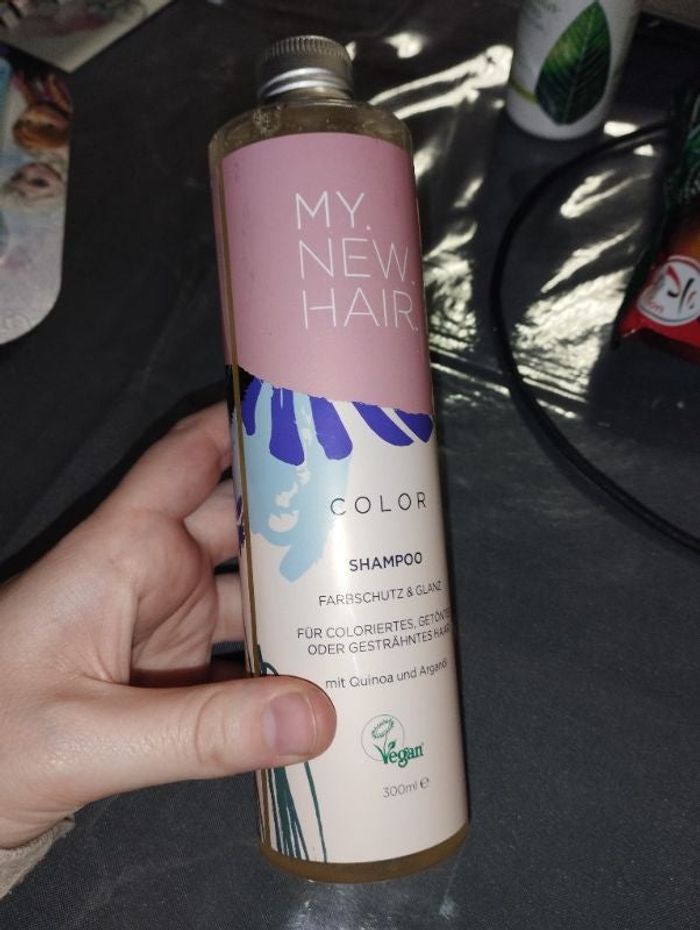 MY.
NEW.
HAIR.
COLOR
SHAMPOO
FARBSCHUTZ & GLANZ
FÜR COLORIERTES, GETÖNTES
ODER GESTRÄHNTES HAAR
mit Quinoa und Arganöl
Vegan
300ml ℮